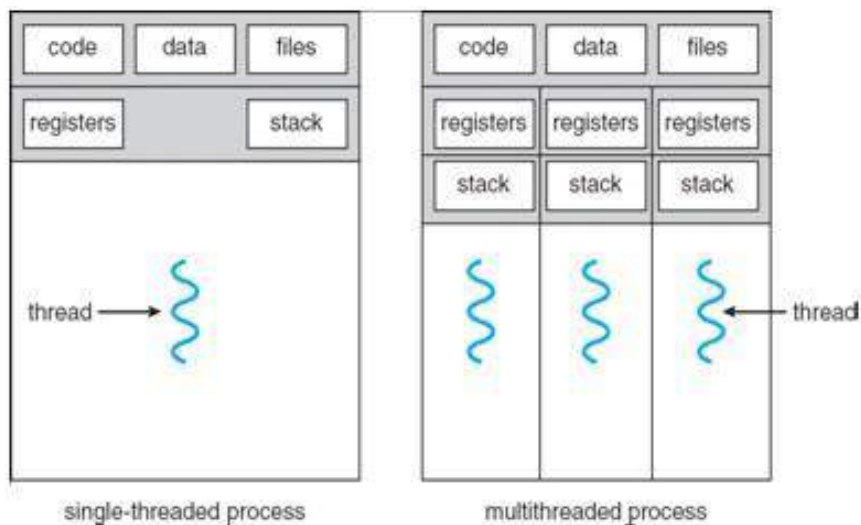 code data files code data files
registers stack registers registers registers
stack stack stack
thread thread
single-threaded process multithreaded process